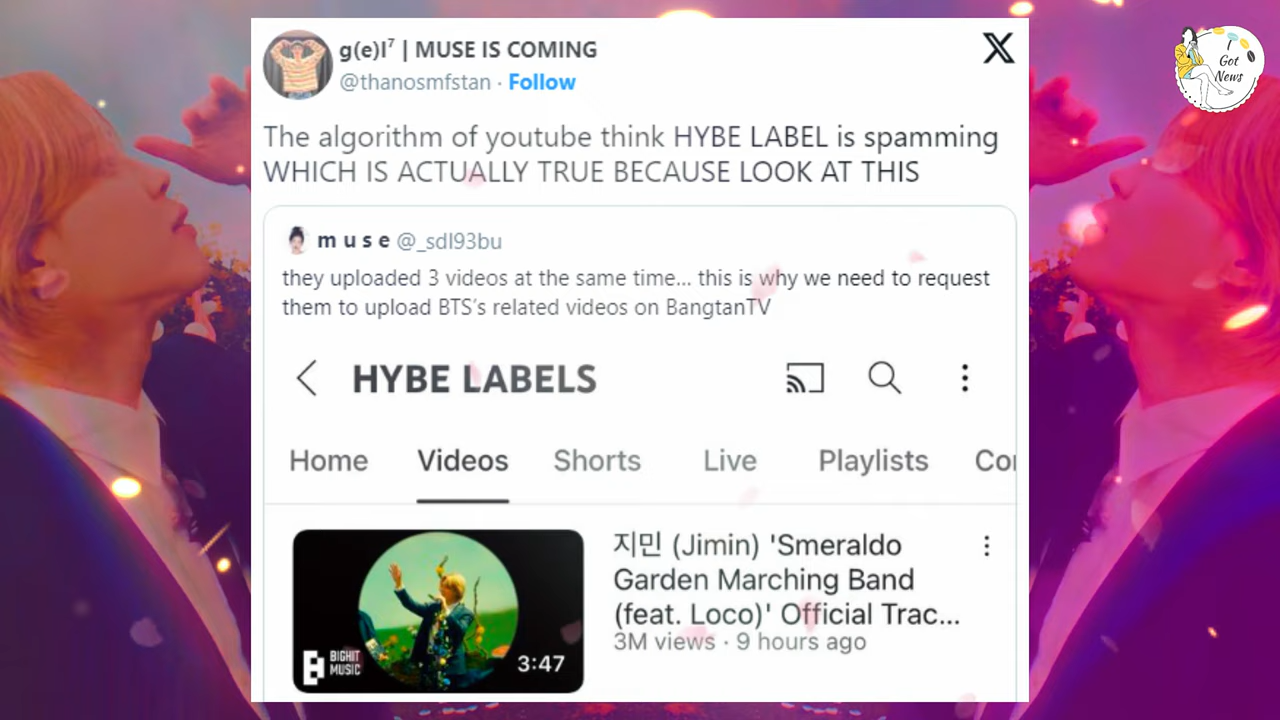 g(e)l⁷ | MUSE IS COMING
@thanosmfstan · Follow
I
Got
News
The algorithm of youtube think HYBE LABEL is spamming
WHICH IS ACTUALLY TRUE BECAUSE LOOK AT THIS
m u s e @_sdl93bu
they uploaded 3 videos at the same time... this is why we need to request
them to upload BTS's related videos on BangtanTV
HYBE LABELS
Home Videos Shorts Live Playlists Co
지민 (Jimin) 'Smeraldo
Garden Marching Band
(feat. Loco)' Official Trac...
3M views · 9 hours ago
BIGHIT
MUSIC
3:47